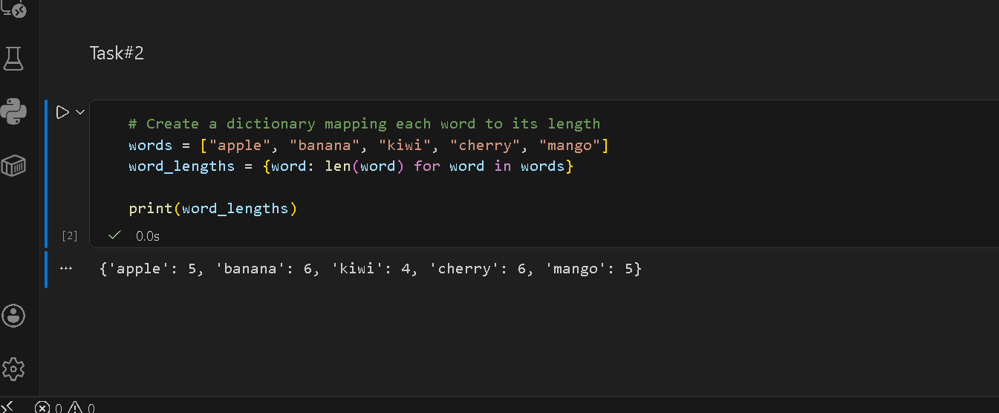 Task#2
# Create a dictionary mapping each word to its length
words = ["apple", "banana", "kiwi", "cherry", "mango"]
word_lengths = {word: len(word) for word in words}
print(word_lengths)
[2]
0.0s
{'apple': 5, 'banana': 6, 'kiwi': 4, 'cherry': 6, 'mango': 5}
0 0